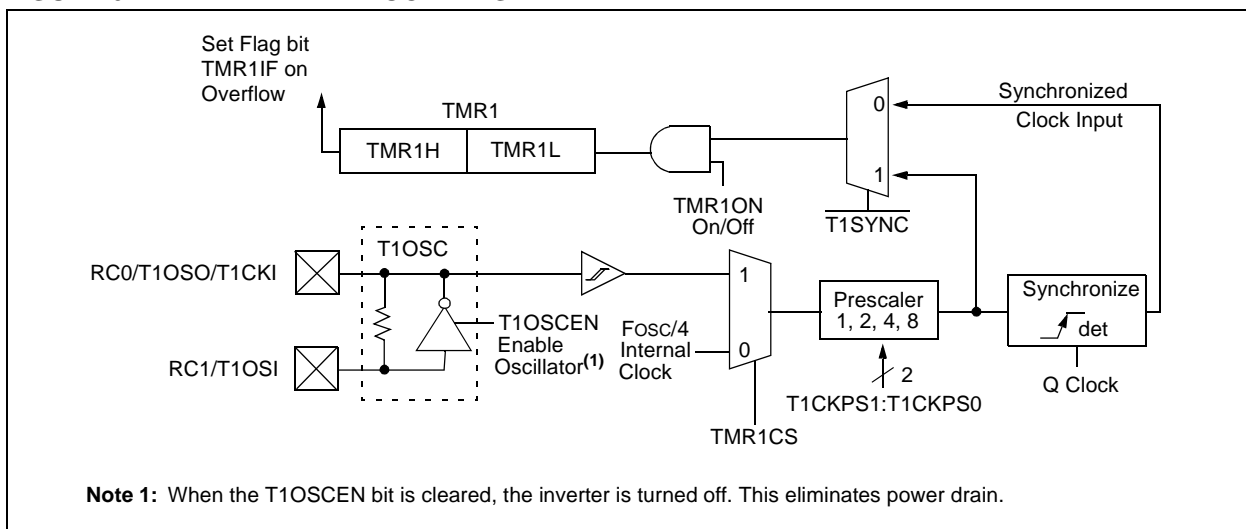 Set Flag bit
TMR1IF on
Overflow
TMR1
TMR1H
TMR1L
0
1
Synchronized
Clock Input
TMR1ON
On/Off
T1SYNC
T1OSC
RC0/T1OSO/T1CKI
RC1/T1OSI
T1OSCEN
Enable
Oscillator(1)
FOSC/4
Internal
Clock
1
0
TMR1CS
Prescaler
1, 2, 4, 8
2
T1CKPS1:T1CKPS0
Synchronize
det
Q Clock
Note 1: When the T1OSCEN bit is cleared, the inverter is turned off. This eliminates power drain.